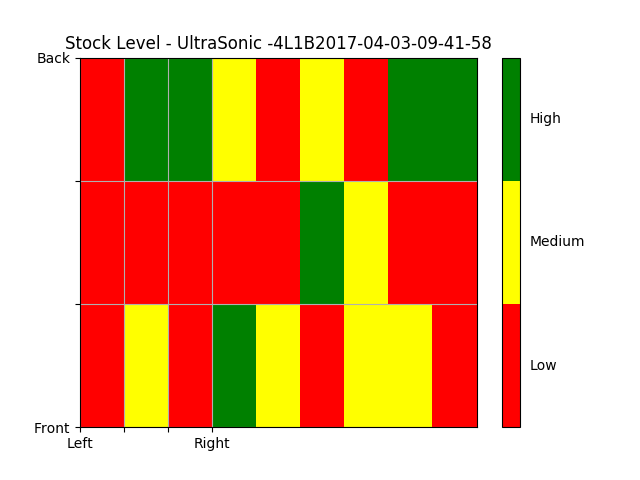 Stock Level - UltraSonic -4L1B2017-04-03-09-41-58
Back
High
Medium
Low
Front
Left
Right